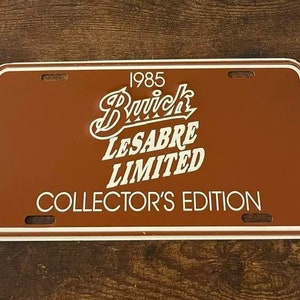 1985
Buick
LeSABRE
LIMITED
COLLECTOR'S EDITION